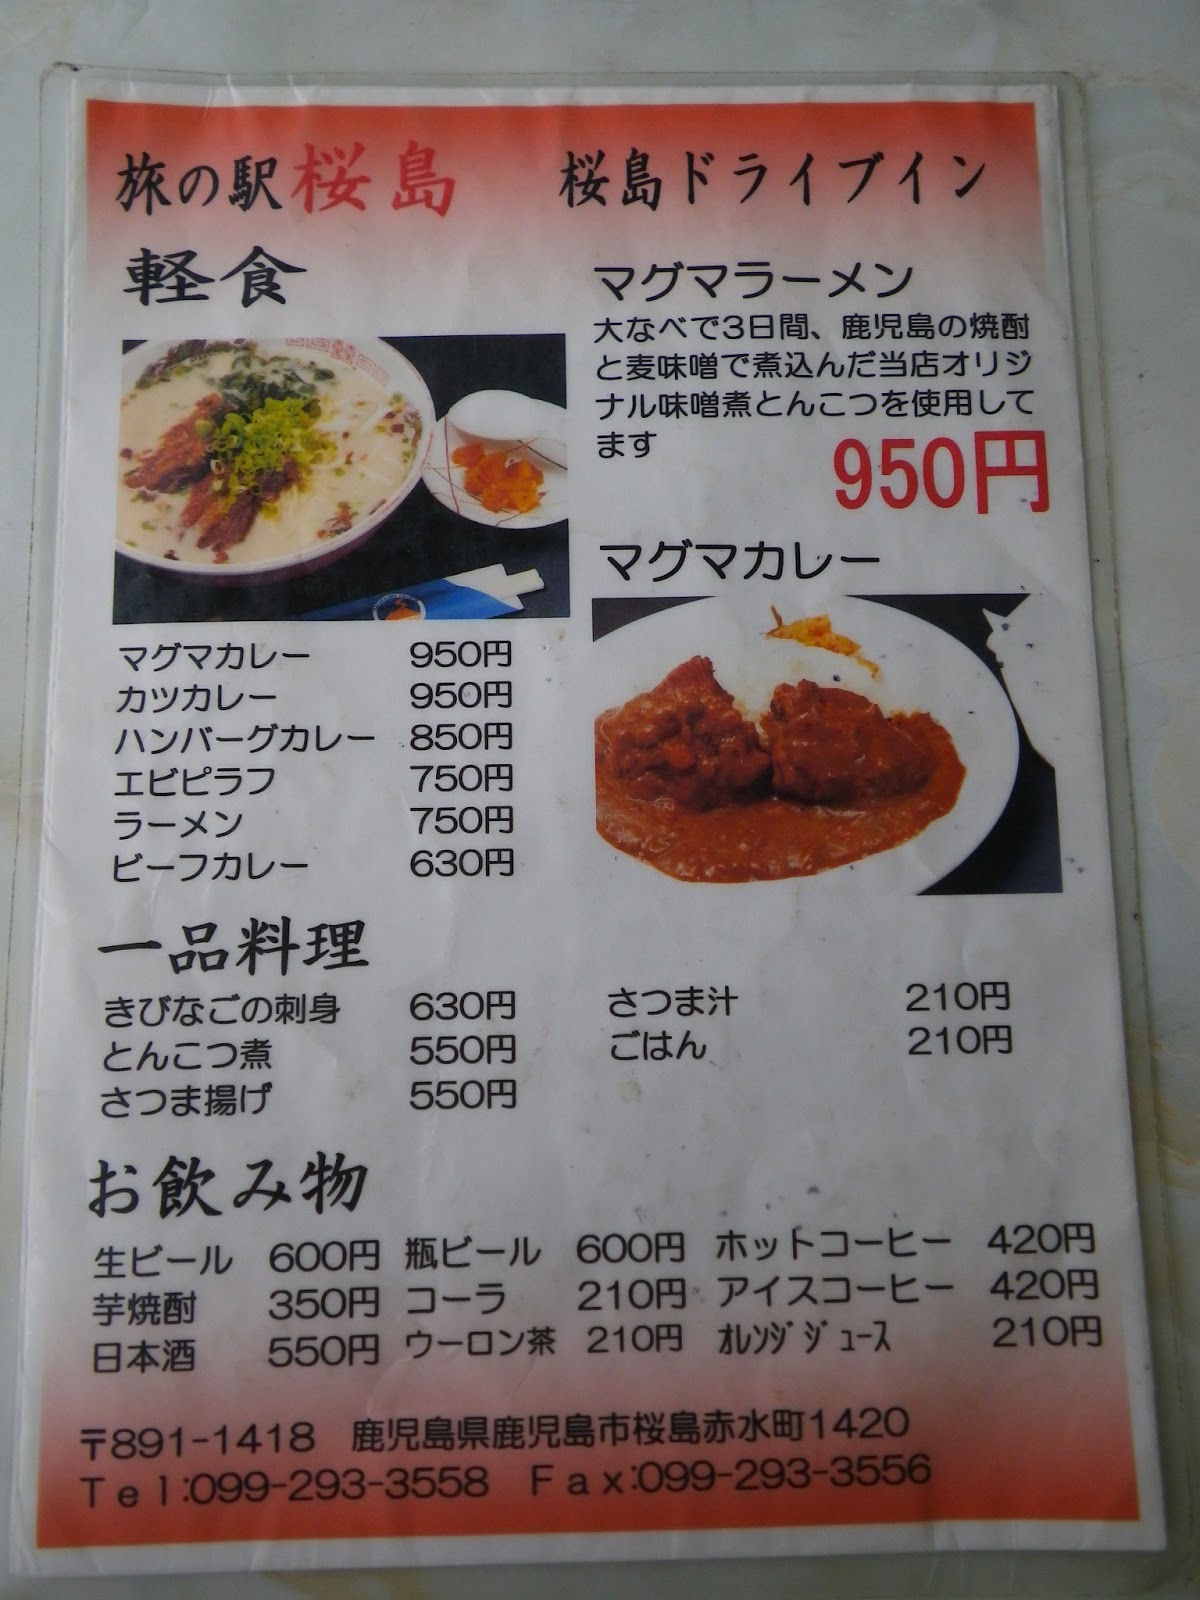 旅の駅桜島　桜島ドライブイン
軽食
マグマラーメン
大なべで3日間、鹿児島の焼酎
と麦味噌で煮込んだ当店オリジ
ナル味噌煮とんこつを使用して
ます
950円
マグマカレー
マグマカレー　950円
カツカレー　950円
ハンバーグカレー　850円
エビピラフ　750円
ラーメン　750円
ビーフカレー　630円
一品料理
きびなごの刺身　630円　さつま汁　210円
とんこつ煮　550円　ごはん　210円
さつま揚げ　550円
お飲み物
生ビール　600円　瓶ビール　600円　ホットコーヒー　420円
芋焼酎　350円　コーラ　210円　アイスコーヒー　420円
日本酒　550円　ウーロン茶　210円　ｵﾚﾝｼﾞｼﾞｭｰｽ　210円
〒891-1418　鹿児島県鹿児島市桜島赤水町1420
Ｔｅｌ:099-293-3558　Ｆａｘ:099-293-3556